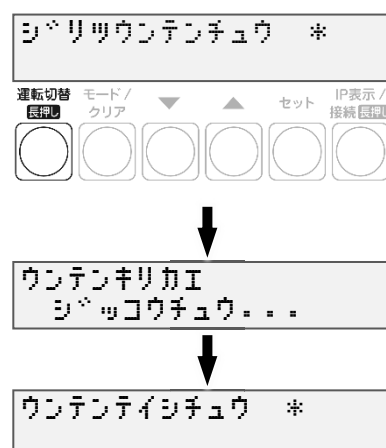 ジリツウンテンチュウ ＊
運転切替 モード/ ▼ ▲ セット IP表示/
長押し クリア 接続 長押し
ウンテンキリカエ
ジッコウチュウ...
ウンテンテイシチュウ ＊